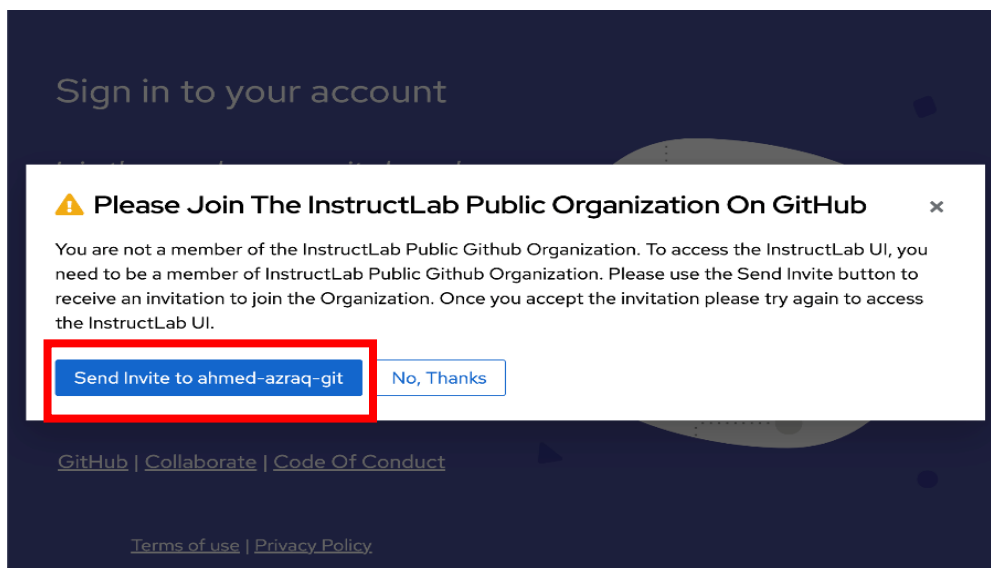 Sign in to your account
Please Join The InstructLab Public Organization On GitHub
You are not a member of the InstructLab Public Github Organization. To access the InstructLab UI, you
need to be a member of InstructLab Public Github Organization. Please use the Send Invite button to
receive an invitation to join the Organization. Once you accept the invitation please try again to access
the InstructLab UI.
Send Invite to ahmed-azraq-git
No, Thanks
GitHub | Collaborate | Code Of Conduct
Terms of use | Privacy Policy